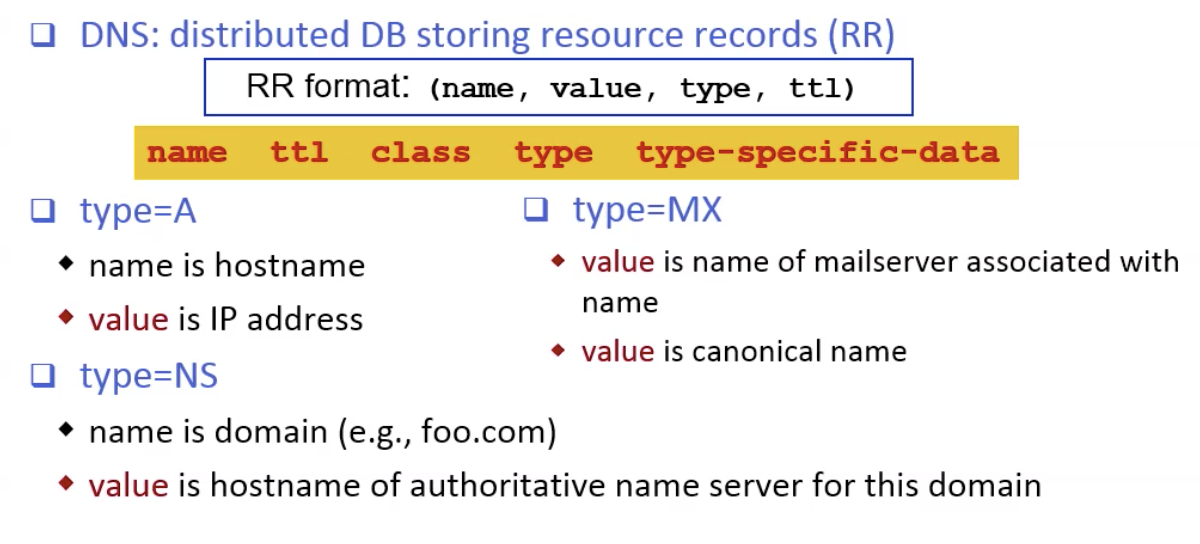 DNS: distributed DB storing resource records (RR)
RR format: (name, value, type, ttl)
name ttl class type type-specific-data
type=A
name is hostname
value is IP address
type=NS
name is domain (e.g., foo.com)
value is hostname of authoritative name server for this domain
type=MX
value is name of mailserver associated with
name
value is canonical name